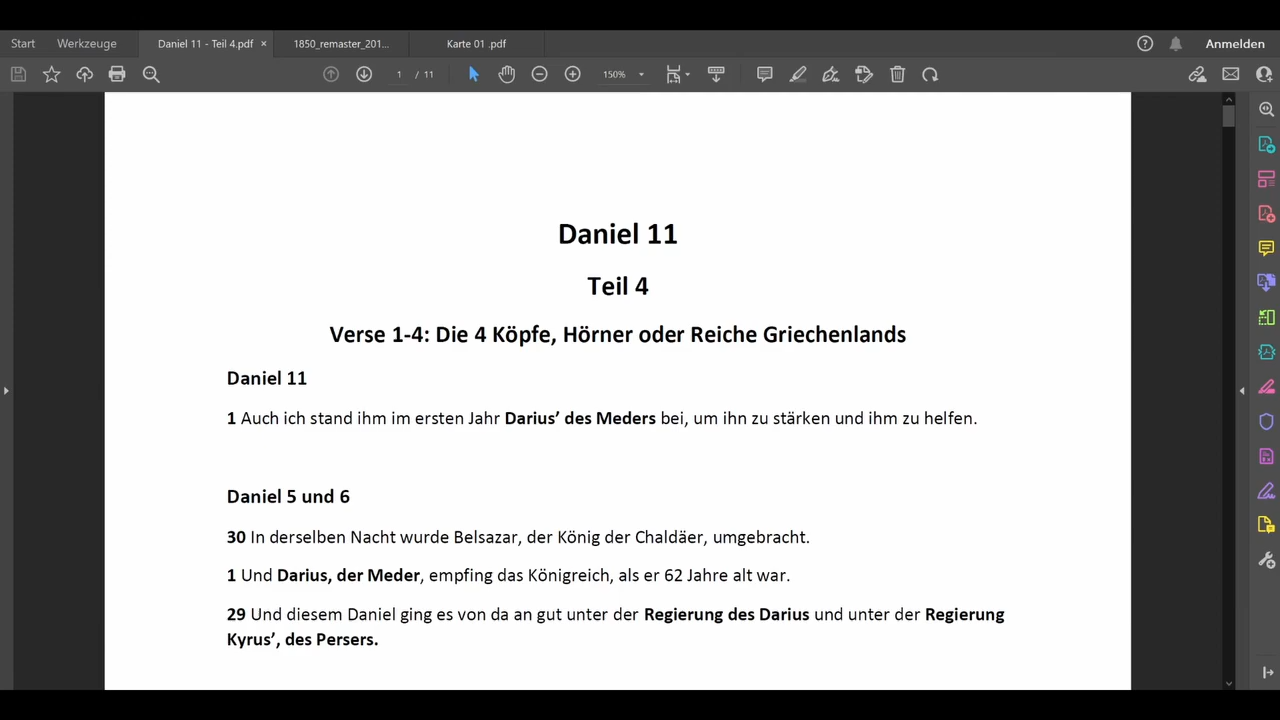 Start Werkzeuge Daniel 11 - Teil 4.pdf × 1850_remaster_201... Karte 01 .pdf Anmelden
1 / 11 150%
Daniel 11
Teil 4
Verse 1-4: Die 4 Köpfe, Hörner oder Reiche Griechenlands
Daniel 11
1 Auch ich stand ihm im ersten Jahr Darius’ des Meders bei, um ihn zu stärken und ihm zu helfen.
Daniel 5 und 6
30 In derselben Nacht wurde Belsazar, der König der Chaldäer, umgebracht.
1 Und Darius, der Meder, empfing das Königreich, als er 62 Jahre alt war.
29 Und diesem Daniel ging es von da an gut unter der Regierung des Darius und unter der Regierung
Kyrus’, des Persers.